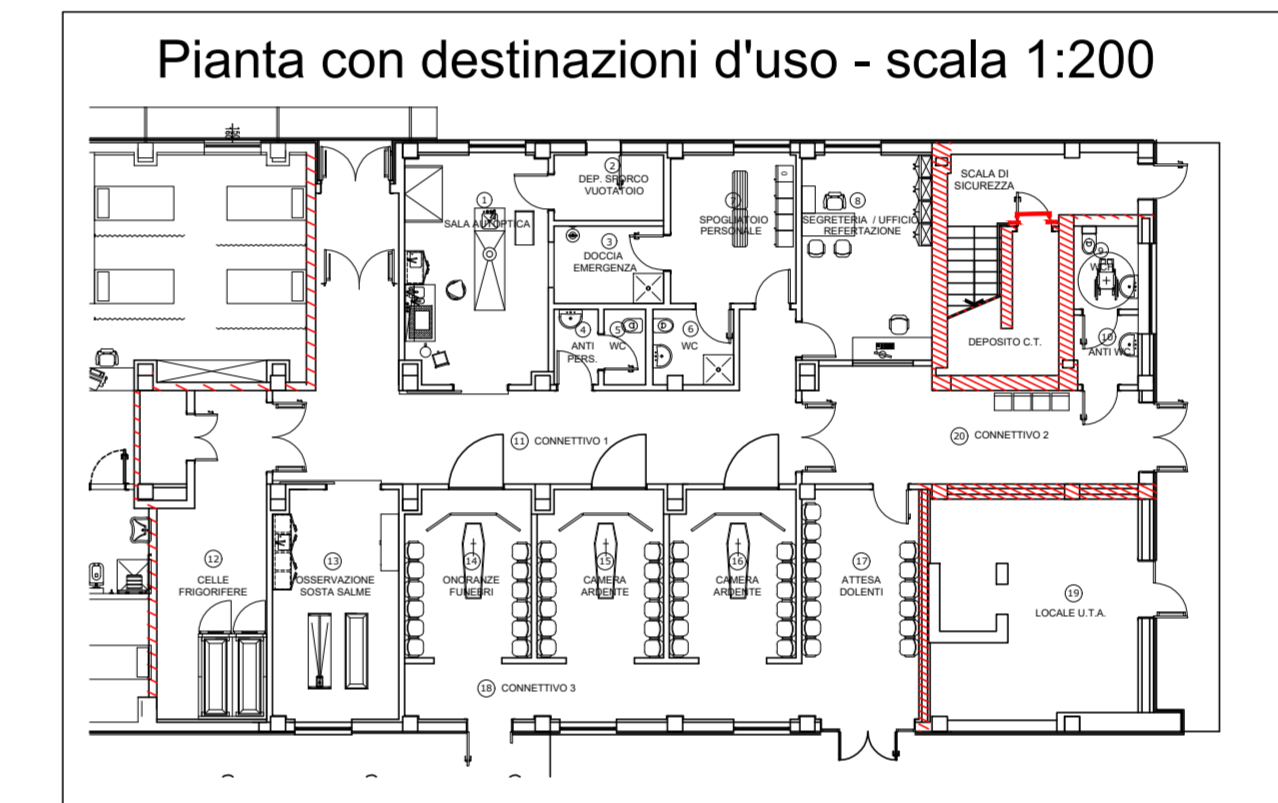 Pianta con destinazioni d'uso - scala 1:200
1
SALA AUTOPTICA
2
DEP. SPORCO
VUOTATOIO
3
DOCCIA
EMERGENZA
4
ANTI
PERS.
5
WC
6
WC
7
SPOGLIATOIO
PERSONALE
8
SEGRETERIA / UFFICIO
REFERTAZIONE
SCALA DI
SICUREZZA
DEPOSITO C.T.
9
10
ANTI WC
11 CONNETTIVO 1
20 CONNETTIVO 2
12
CELLE
FRIGORIFERE
13
OSSERVAZIONE
SOSTA SALME
14
ONORANZE
FUNEBRI
15
CAMERA
ARDENTE
16
CAMERA
ARDENTE
17
ATTESA
DOLENTI
19
LOCALE U.T.A.
18 CONNETTIVO 3